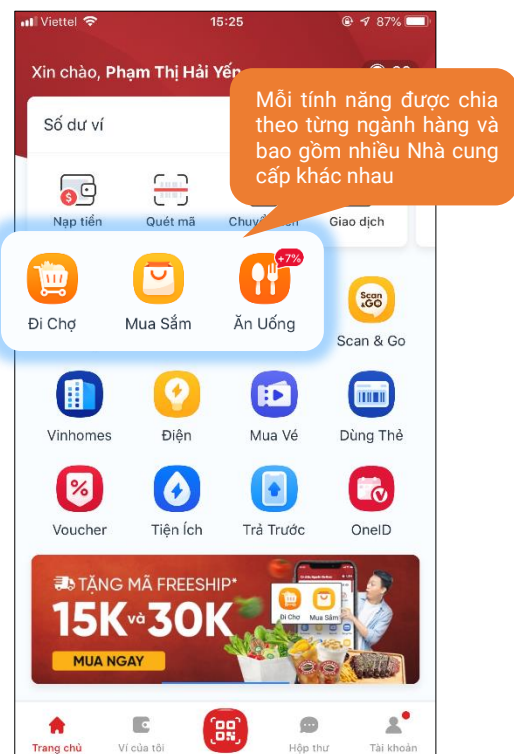 Viettel 15:25 87%
Xin chào, Phạm Thị Hải Yến
Mỗi tính năng được chia
theo từng ngành hàng và
bao gồm nhiều Nhà cung
cấp khác nhau
Số dư ví
Nạp tiền Quét mã Giao dịch
+7%
Đi Chợ Mua Sắm Ăn Uống
Scan
&GO
Scan & Go
Vinhomes Điện Mua Vé Dùng Thẻ
Voucher Tiện Ích Trả Trước OneID
TẶNG MÃ FREESHIP*
15K và 30K
Đi Chợ Mua Sắm
MUA NGAY
Trang chủ Ví của tôi Hộp thư Tài khoản